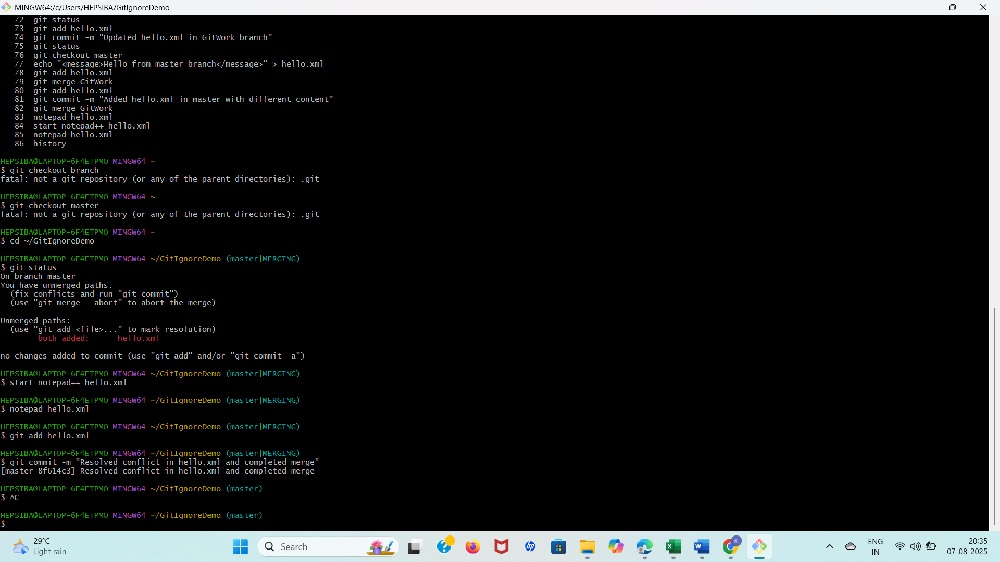 MINGW64:/c/Users/HEPSIBA/GitIgnoreDemo
72 git status
73 git add hello.xml
74 git commit -m "Updated hello.xml in GitWork branch"
75 git status
76 git checkout master
77 echo "<message>Hello from master branch</message>" > hello.xml
78 git add hello.xml
79 git merge GitWork
80 git add hello.xml
81 git commit -m "Added hello.xml in master with different content"
82 git merge GitWork
83 notepad hello.xml
84 start notepad++ hello.xml
85 notepad hello.xml
86 history
HEPSIBA@LAPTOP-6F4ETPMO MINGW64 ~
$ git checkout branch
fatal: not a git repository (or any of the parent directories): .git
HEPSIBA@LAPTOP-6F4ETPMO MINGW64 ~
$ git checkout master
fatal: not a git repository (or any of the parent directories): .git
HEPSIBA@LAPTOP-6F4ETPMO MINGW64 ~
$ cd ~/GitIgnoreDemo
HEPSIBA@LAPTOP-6F4ETPMO MINGW64 ~/GitIgnoreDemo (master|MERGING)
$ git status
On branch master
You have unmerged paths.
(fix conflicts and run "git commit")
(use "git merge --abort" to abort the merge)
Unmerged paths:
(use "git add <file>..." to mark resolution)
both added: hello.xml
no changes added to commit (use "git add" and/or "git commit -a")
HEPSIBA@LAPTOP-6F4ETPMO MINGW64 ~/GitIgnoreDemo (master|MERGING)
$ start notepad++ hello.xml
HEPSIBA@LAPTOP-6F4ETPMO MINGW64 ~/GitIgnoreDemo (master|MERGING)
$ notepad hello.xml
HEPSIBA@LAPTOP-6F4ETPMO MINGW64 ~/GitIgnoreDemo (master|MERGING)
$ git add hello.xml
HEPSIBA@LAPTOP-6F4ETPMO MINGW64 ~/GitIgnoreDemo (master|MERGING)
$ git commit -m "Resolved conflict in hello.xml and completed merge"
[master 8f614c3] Resolved conflict in hello.xml and completed merge
HEPSIBA@LAPTOP-6F4ETPMO MINGW64 ~/GitIgnoreDemo (master)
$ ^C
HEPSIBA@LAPTOP-6F4ETPMO MINGW64 ~/GitIgnoreDemo (master)
$
29°C
Light rain
Search
K
ENG
IN
20:35
07-08-2025